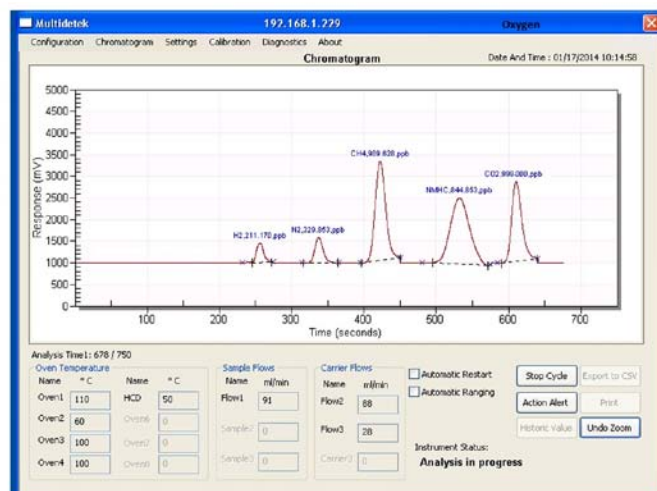 Multidetek 192.168.1.229 Oxygen
Configuration Chromatogram Settings Calibration Diagnostics About
Chromatogram Date And Time : 01/17/2014 10:14:58
5000
4500
4000
3500
3000
2500
2000
1500
1000
500
0
Response (mV)
H2,211.170,ppb
N2,329.853,ppb
CH4,989.628,ppb
NMHC,844.853,ppb
CO2,999.080,ppb
100 200 300 400 500 600 700
Time (seconds)
Analysis Time1: 678 / 750
Oven Temperature
Name ° C Name ° C
Oven1 110 HCD 50
Oven2 60 Oven6 0
Oven3 100 Oven7 0
Oven4 100 Oven8 0
Sample Flows
Name ml/min
Flow1 91
Sample2 0
Sample3 0
Carrier Flows
Name ml/min
Flow2 88
Flow3 28
Carrier3 0
Automatic Restart
Automatic Ranging
Stop Cycle Export to CSV
Action Alert Print
Historic Value Undo Zoom
Instrument Status:
Analysis in progress